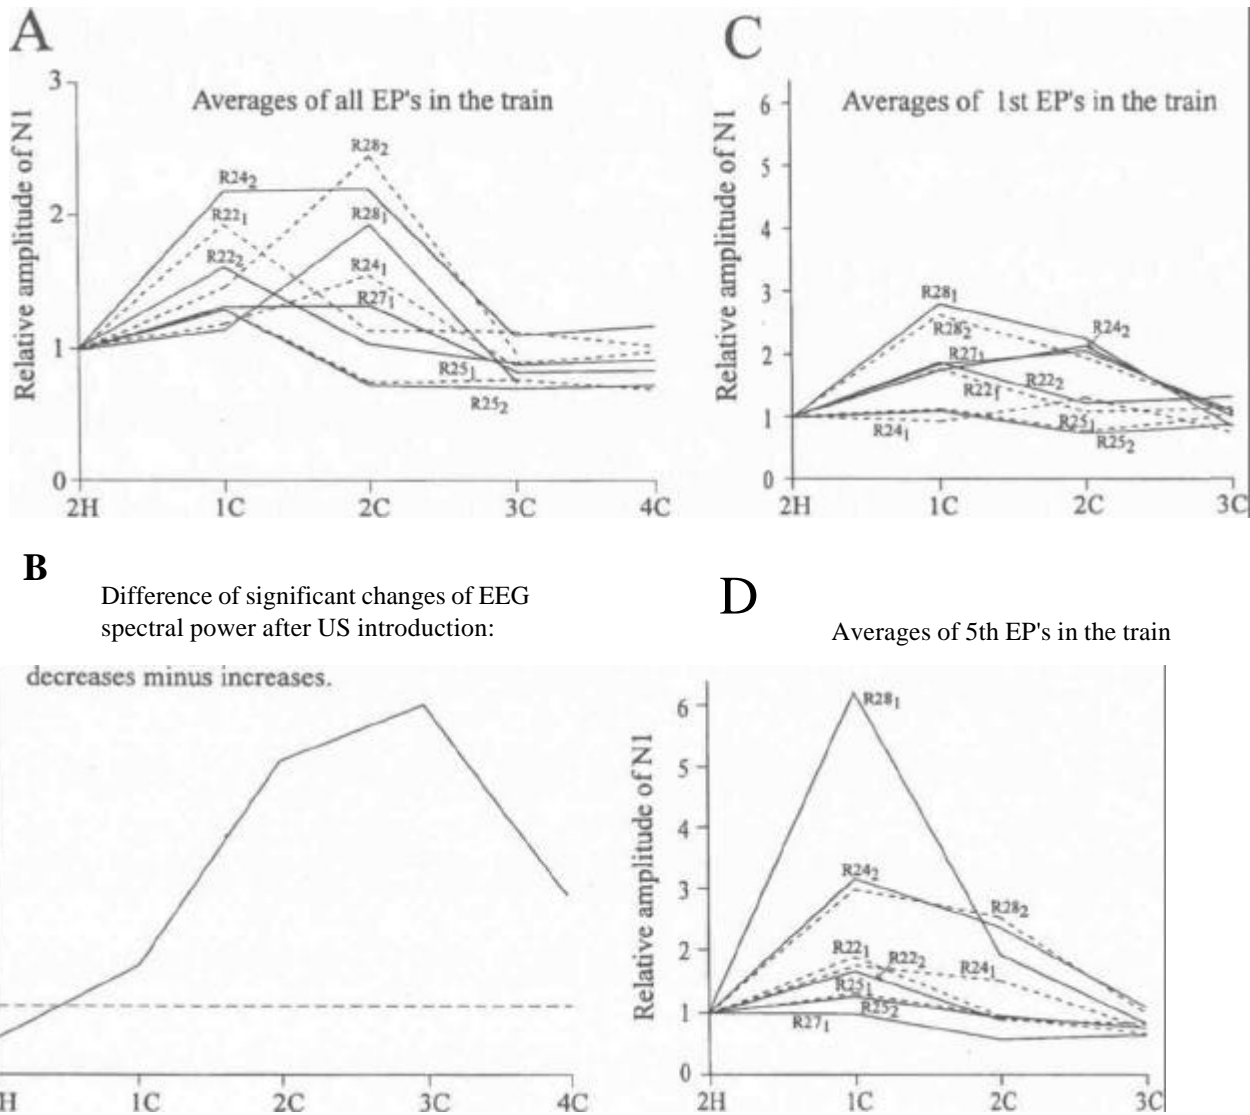 A
Averages of all EP's in the train
Relative amplitude of N1
3
2
1
0
R28₂
R24₂
R22₁
R28₁
R22₂
R24₁
R27₁
R25₁
R25₂
2H 1C 2C 3C 4C
C
Averages of 1st EP's in the train
Relative amplitude of N1
6
5
4
3
2
1
0
R28₁
R28₂
R24₂
R27₁
R22₁
R22₂
R24₁
R25₁
R25₂
2H 1C 2C 3C
B
Difference of significant changes of EEG
spectral power after US introduction:
decreases minus increases.
H 1C 2C 3C 4C
D
Averages of 5th EP's in the train
Relative amplitude of N1
6
5
4
3
2
1
0
R28₁
R24₂
R28₂
R22₁
R22₂
R24₁
R25₁
R25₂
R27₁
2H 1C 2C 3C